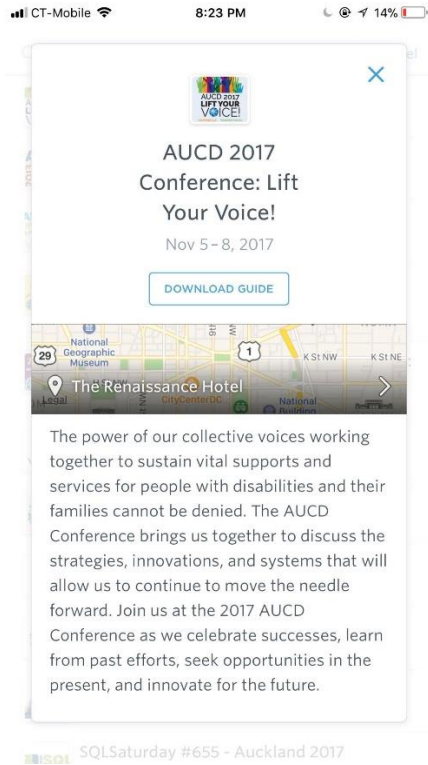 CT-Mobile 8:23 PM 14%
AUCD 2017
LIFT YOUR
VOICE!
AUCD 2017
Conference: Lift
Your Voice!
Nov 5–8, 2017
DOWNLOAD GUIDE
National
Geographic
Museum
29
1
K St NW
K St NE
The Renaissance Hotel
Legal
CityCenterDC
National
Building
The power of our collective voices working
together to sustain vital supports and
services for people with disabilities and their
families cannot be denied. The AUCD
Conference brings us together to discuss the
strategies, innovations, and systems that will
allow us to continue to move the needle
forward. Join us at the 2017 AUCD
Conference as we celebrate successes, learn
from past efforts, seek opportunities in the
present, and innovate for the future.
SQLSaturday #655 - Auckland 2017